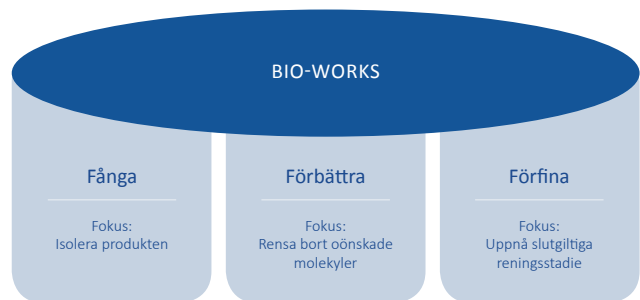 BIO-WORKS
Fånga
Fokus:
Isolera produkten
Förbättra
Fokus:
Rensa bort oönskade
molekyler
Förfina
Fokus:
Uppnå slutgiltiga
reningsstadie